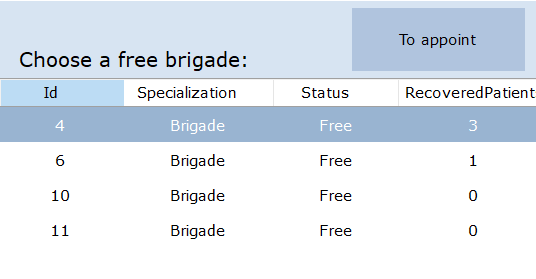 To appoint
Choose a free brigade:
Id Specialization Status RecoveredPatient
4 Brigade Free 3
6 Brigade Free 1
10 Brigade Free 0
11 Brigade Free 0